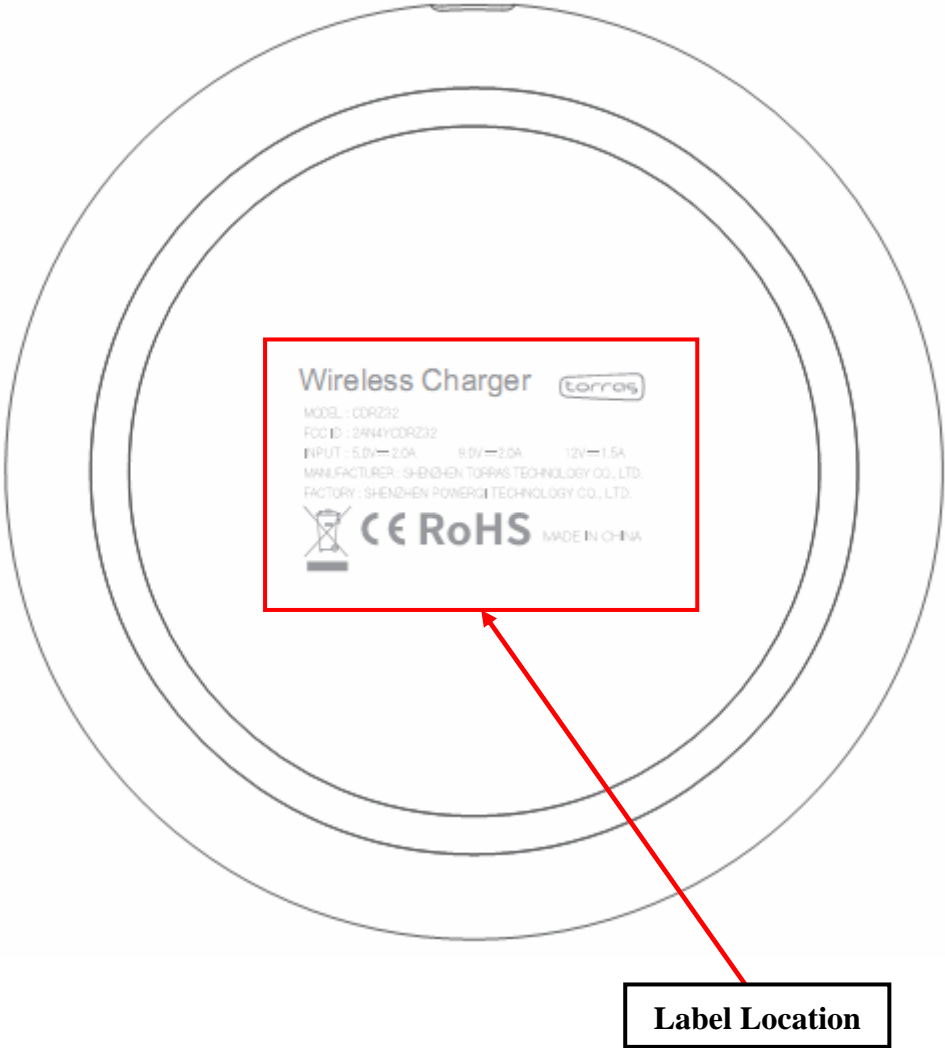 Wireless Charger torras
MODEL : CDRZ32
FCC ID : 2AN4YCDRZ32
INPUT : 5.0V⎓2.0A 9.0V⎓2.0A 12V⎓1.5A
MANUFACTURER : SHENZHEN TORRAS TECHNOLOGY CO., LTD.
FACTORY : SHENZHEN POWERQI TECHNOLOGY CO., LTD.
CE RoHS MADE IN CHINA
Label Location